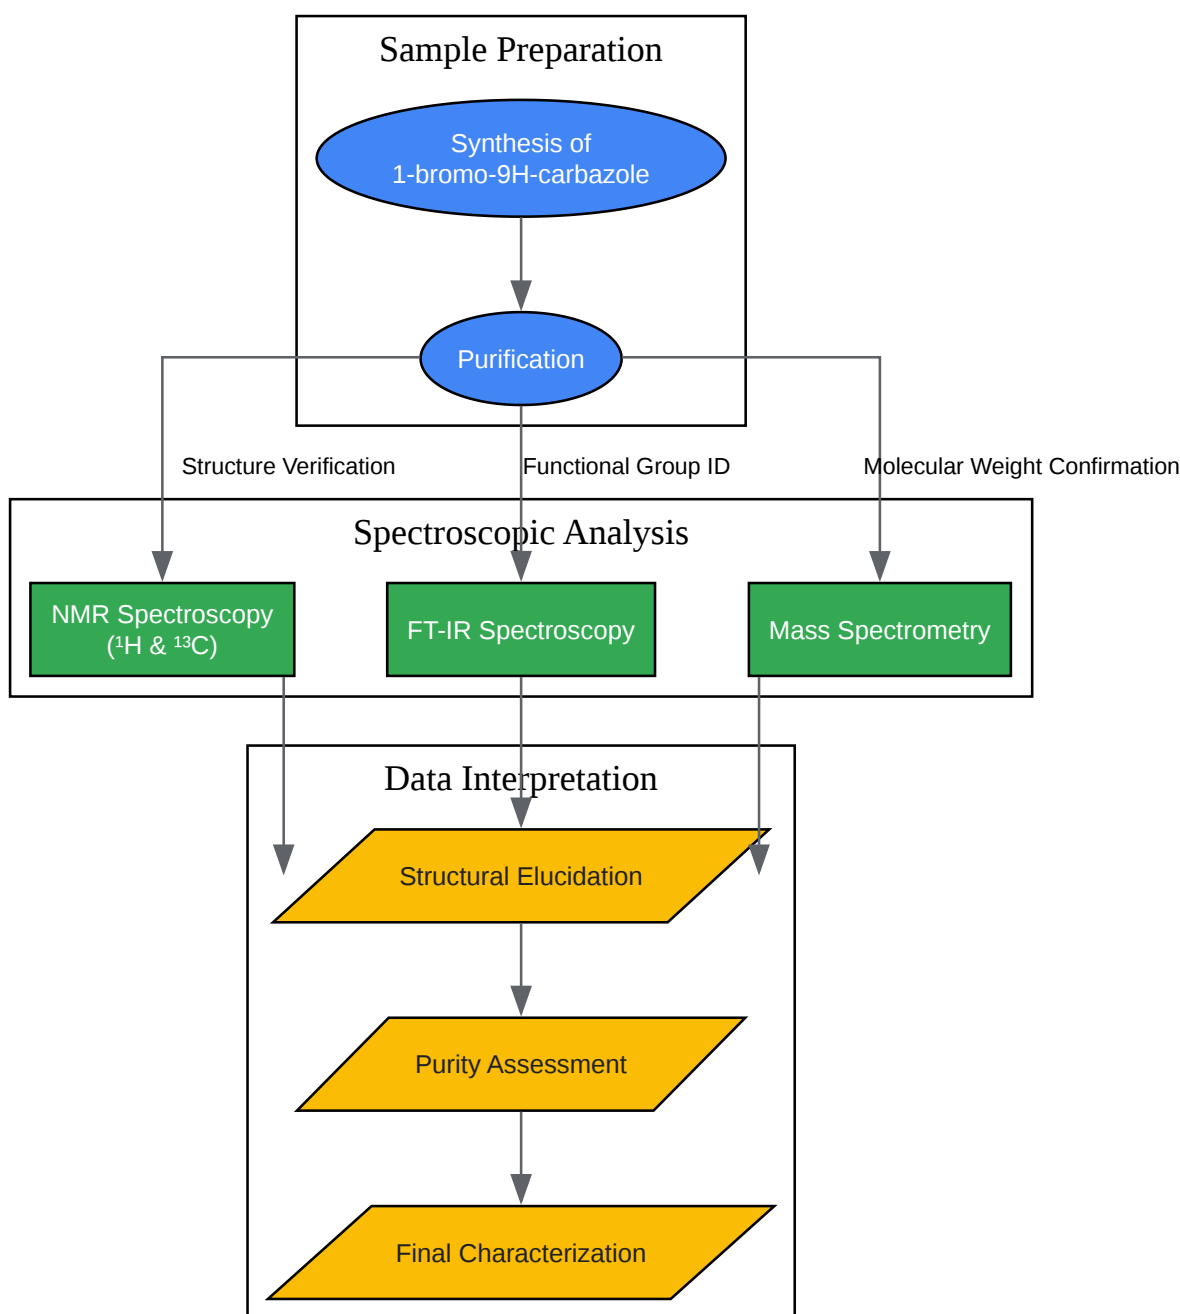 Sample Preparation
Synthesis of
1-bromo-9H-carbazole
Purification
Structure Verification
Functional Group ID
Molecular Weight Confirmation
Spectroscopic Analysis
NMR Spectroscopy
(¹H & ¹³C)
FT-IR Spectroscopy
Mass Spectrometry
Data Interpretation
Structural Elucidation
Purity Assessment
Final Characterization